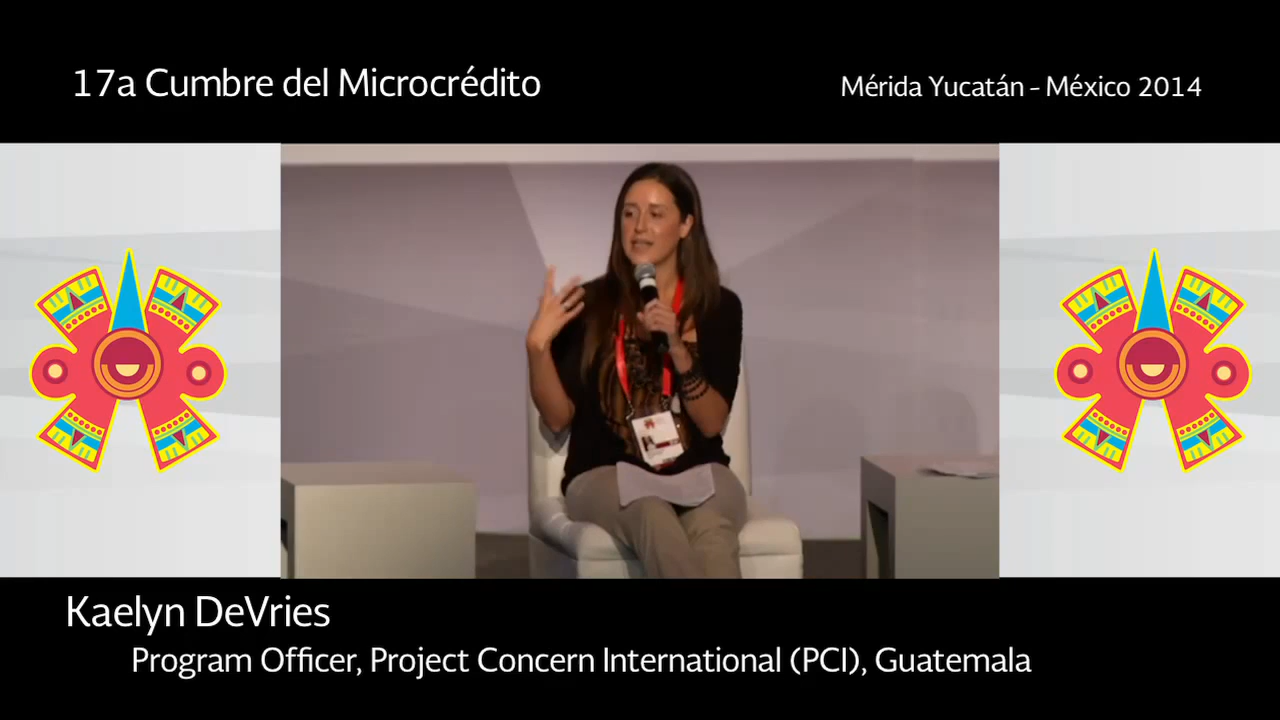 17a Cumbre del Microcrédito
Mérida Yucatán - México 2014
Kaelyn DeVries
Program Officer, Project Concern International (PCI), Guatemala